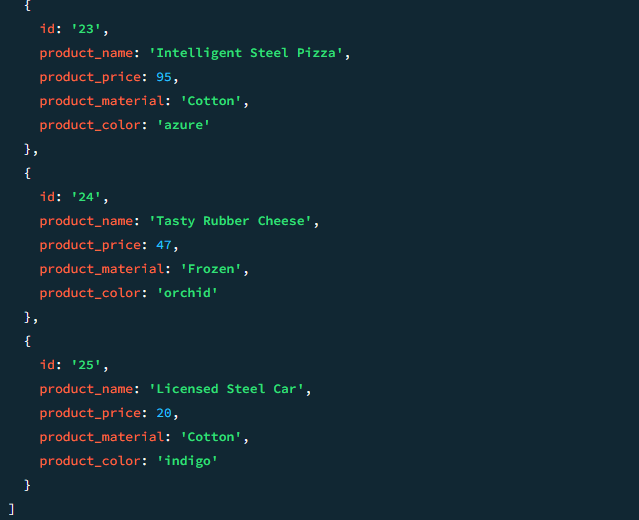 {
id: '23',
product_name: 'Intelligent Steel Pizza',
product_price: 95,
product_material: 'Cotton',
product_color: 'azure'
},
{
id: '24',
product_name: 'Tasty Rubber Cheese',
product_price: 47,
product_material: 'Frozen',
product_color: 'orchid'
},
{
id: '25',
product_name: 'Licensed Steel Car',
product_price: 20,
product_material: 'Cotton',
product_color: 'indigo'
}
]